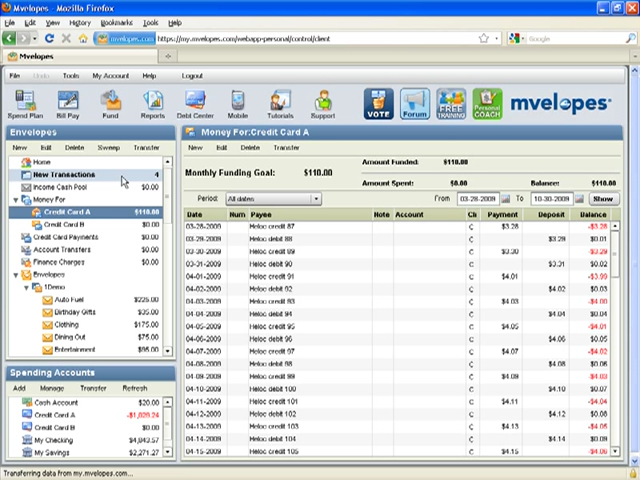 Mvelopes - Mozilla Firefox
File Edit View History Bookmarks Tools Help
mvelopes.com https://my.mvelopes.com/webapp-personal/control/client
Google
Mvelopes
File Undo Tools My Account Help Logout
Spend Plan Bill Pay Fund Reports Debt Center Mobile Tutorials Support VOTE Forum FREE TRAINING PERSONAL COACH mvelopes
Envelopes
New Edit Delete Sweep Transfer
Home
New Transactions 4
Income Cash Pool $0.00
Money For
Credit Card A $110.00
Credit Card B $0.00
Credit Card Payments $0.00
Account Transfers $0.00
Finance Charges $0.00
Envelopes
1Demo
Auto Fuel $225.00
Birthday Gifts $35.00
Clothing $175.00
Dining Out $75.00
Entertainment $95.00
Spending Accounts
Add Manage Transfer Refresh
Cash Account $20.00
Credit Card A
Credit Card B $0.00
My Checking
My Savings $2,271.27
Money For:Credit Card A
New Edit Delete Transfer
Monthly Funding Goal: $110.00
Amount Funded: $110.00
Amount Spent: $0.00 Balance: $110.00
Period: All dates From 03-28-2009 To 10-30-2009 Show
Date Num Payee Note Account Clr Payment Deposit Balance
03-28-2009 Heloc credit 87 C $3.28 -$3.28
03-29-2009 Heloc debit 88 C $3.29 $0.01
03-30-2009 Heloc credit 89 C $3.30 -$3.29
03-31-2009 Heloc debit 90 C $3.31 $0.02
04-01-2009 Heloc credit 91 C $4.01 -$3.99
04-02-2009 Heloc debit 92 C $4.02 $0.03
04-03-2009 Heloc credit 93 C $4.03 -$4.00
04-04-2009 Heloc debit 94 C $4.04 $0.04
04-05-2009 Heloc credit 95 C $4.05 -$4.01
04-06-2009 Heloc debit 96 C $4.06 $0.05
04-07-2009 Heloc credit 97 C $4.07 -$4.02
04-08-2009 Heloc debit 98 C $4.08 $0.06
04-09-2009 Heloc credit 99 C $4.09 -$4.03
04-10-2009 Heloc debit 100 C $4.10 $0.07
04-11-2009 Heloc credit 101 C $4.11 -$4.04
04-12-2009 Heloc debit 102 C $4.12 $0.08
04-13-2009 Heloc credit 103 C $4.13 -$4.05
04-14-2009 Heloc debit 104 C $4.14 $0.09
04-15-2009 Heloc credit 105 C $4.15 -$4.06
Transferring data from my.mvelopes.com...